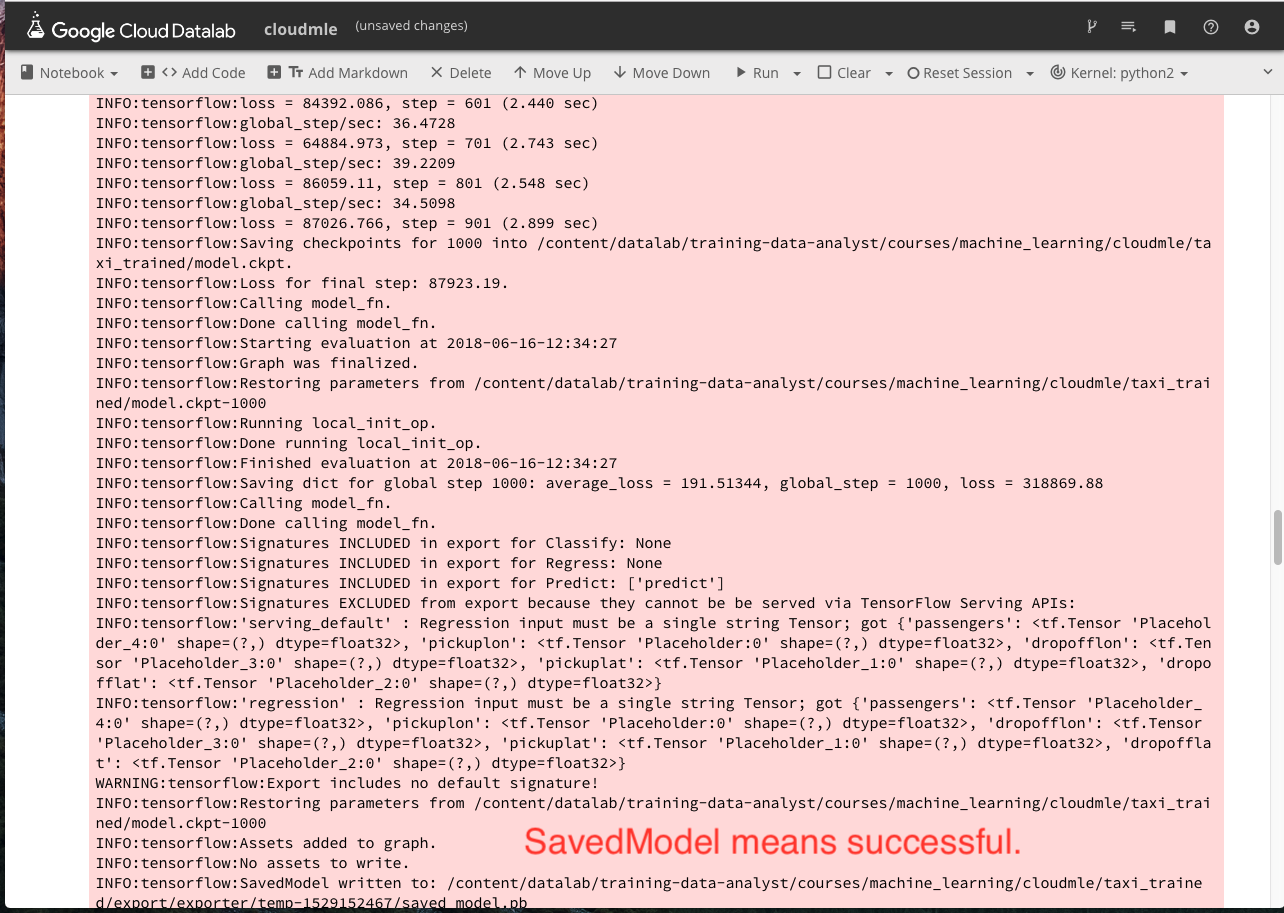 Google Cloud Datalab cloudmle (unsaved changes)
Notebook Add Code Tт Add Markdown Delete Move Up Move Down Run Clear Reset Session Kernel: python2
INFO:tensorflow:loss = 84392.086, step = 601 (2.440 sec)
INFO:tensorflow:global_step/sec: 36.4728
INFO:tensorflow:loss = 64884.973, step = 701 (2.743 sec)
INFO:tensorflow:global_step/sec: 39.2209
INFO:tensorflow:loss = 86059.11, step = 801 (2.548 sec)
INFO:tensorflow:global_step/sec: 34.5098
INFO:tensorflow:loss = 87026.766, step = 901 (2.899 sec)
INFO:tensorflow:Saving checkpoints for 1000 into /content/datalab/training-data-analyst/courses/machine_learning/cloudmle/ta
xi_trained/model.ckpt.
INFO:tensorflow:Loss for final step: 87923.19.
INFO:tensorflow:Calling model_fn.
INFO:tensorflow:Done calling model_fn.
INFO:tensorflow:Starting evaluation at 2018-06-16-12:34:27
INFO:tensorflow:Graph was finalized.
INFO:tensorflow:Restoring parameters from /content/datalab/training-data-analyst/courses/machine_learning/cloudmle/taxi_trai
ned/model.ckpt-1000
INFO:tensorflow:Running local_init_op.
INFO:tensorflow:Done running local_init_op.
INFO:tensorflow:Finished evaluation at 2018-06-16-12:34:27
INFO:tensorflow:Saving dict for global step 1000: average_loss = 191.51344, global_step = 1000, loss = 318869.88
INFO:tensorflow:Calling model_fn.
INFO:tensorflow:Done calling model_fn.
INFO:tensorflow:Signatures INCLUDED in export for Classify: None
INFO:tensorflow:Signatures INCLUDED in export for Regress: None
INFO:tensorflow:Signatures INCLUDED in export for Predict: ['predict']
INFO:tensorflow:Signatures EXCLUDED from export because they cannot be be served via TensorFlow Serving APIs:
INFO:tensorflow:'serving_default' : Regression input must be a single string Tensor; got {'passengers': <tf.Tensor 'Placehol
der_4:0' shape=(?,) dtype=float32>, 'pickuplon': <tf.Tensor 'Placeholder:0' shape=(?,) dtype=float32>, 'dropofflon': <tf.Ten
sor 'Placeholder_3:0' shape=(?,) dtype=float32>, 'pickuplat': <tf.Tensor 'Placeholder_1:0' shape=(?,) dtype=float32>, 'dropo
fflat': <tf.Tensor 'Placeholder_2:0' shape=(?,) dtype=float32>}
INFO:tensorflow:'regression' : Regression input must be a single string Tensor; got {'passengers': <tf.Tensor 'Placeholder_
4:0' shape=(?,) dtype=float32>, 'pickuplon': <tf.Tensor 'Placeholder:0' shape=(?,) dtype=float32>, 'dropofflon': <tf.Tensor
'Placeholder_3:0' shape=(?,) dtype=float32>, 'pickuplat': <tf.Tensor 'Placeholder_1:0' shape=(?,) dtype=float32>, 'dropoffla
t': <tf.Tensor 'Placeholder_2:0' shape=(?,) dtype=float32>}
WARNING:tensorflow:Export includes no default signature!
INFO:tensorflow:Restoring parameters from /content/datalab/training-data-analyst/courses/machine_learning/cloudmle/taxi_trai
ned/model.ckpt-1000
INFO:tensorflow:Assets added to graph.
SavedModel means successful.
INFO:tensorflow:No assets to write.
INFO:tensorflow:SavedModel written to: /content/datalab/training-data-analyst/courses/machine_learning/cloudmle/taxi_traine
d/export/exporter/temp-1529152467/saved_model.pb